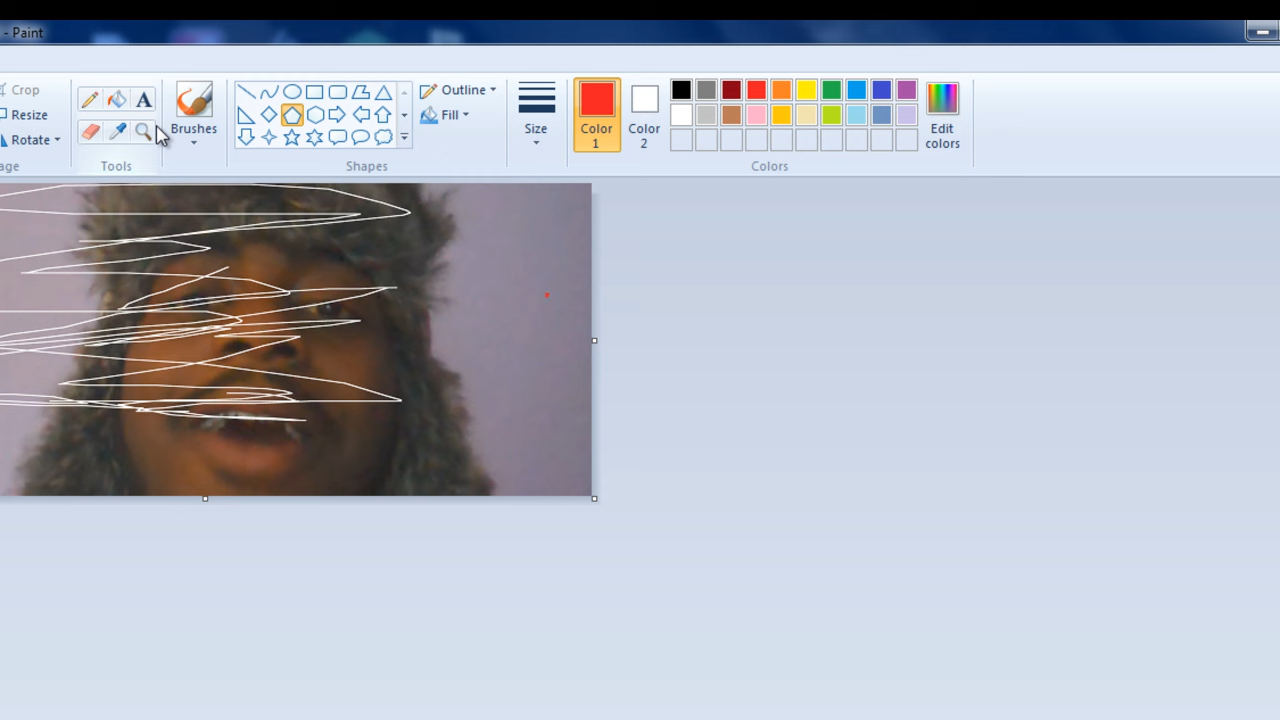 - Paint
Crop
Resize
Rotate
A
Brushes
Outline
Fill
Size
Color 1
Color 2
Edit colors
age
Tools
Shapes
Colors